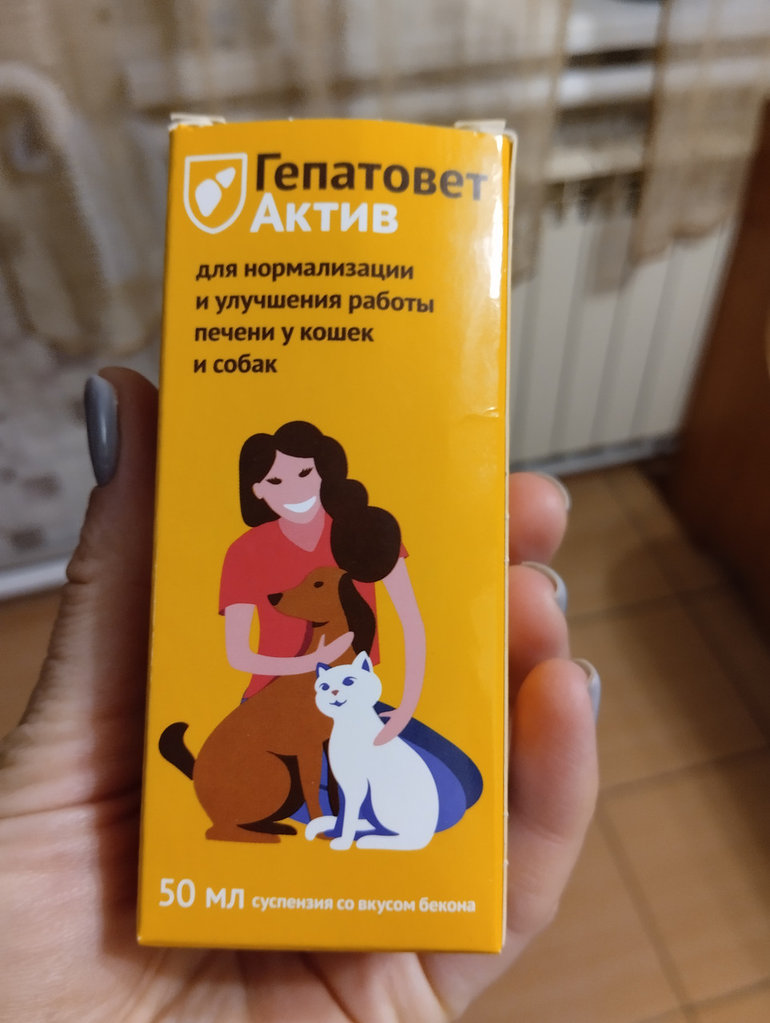 Гепатовет
Актив
для нормализации
и улучшения работы
печени у кошек
и собак
50 мл суспензия со вкусом бекона